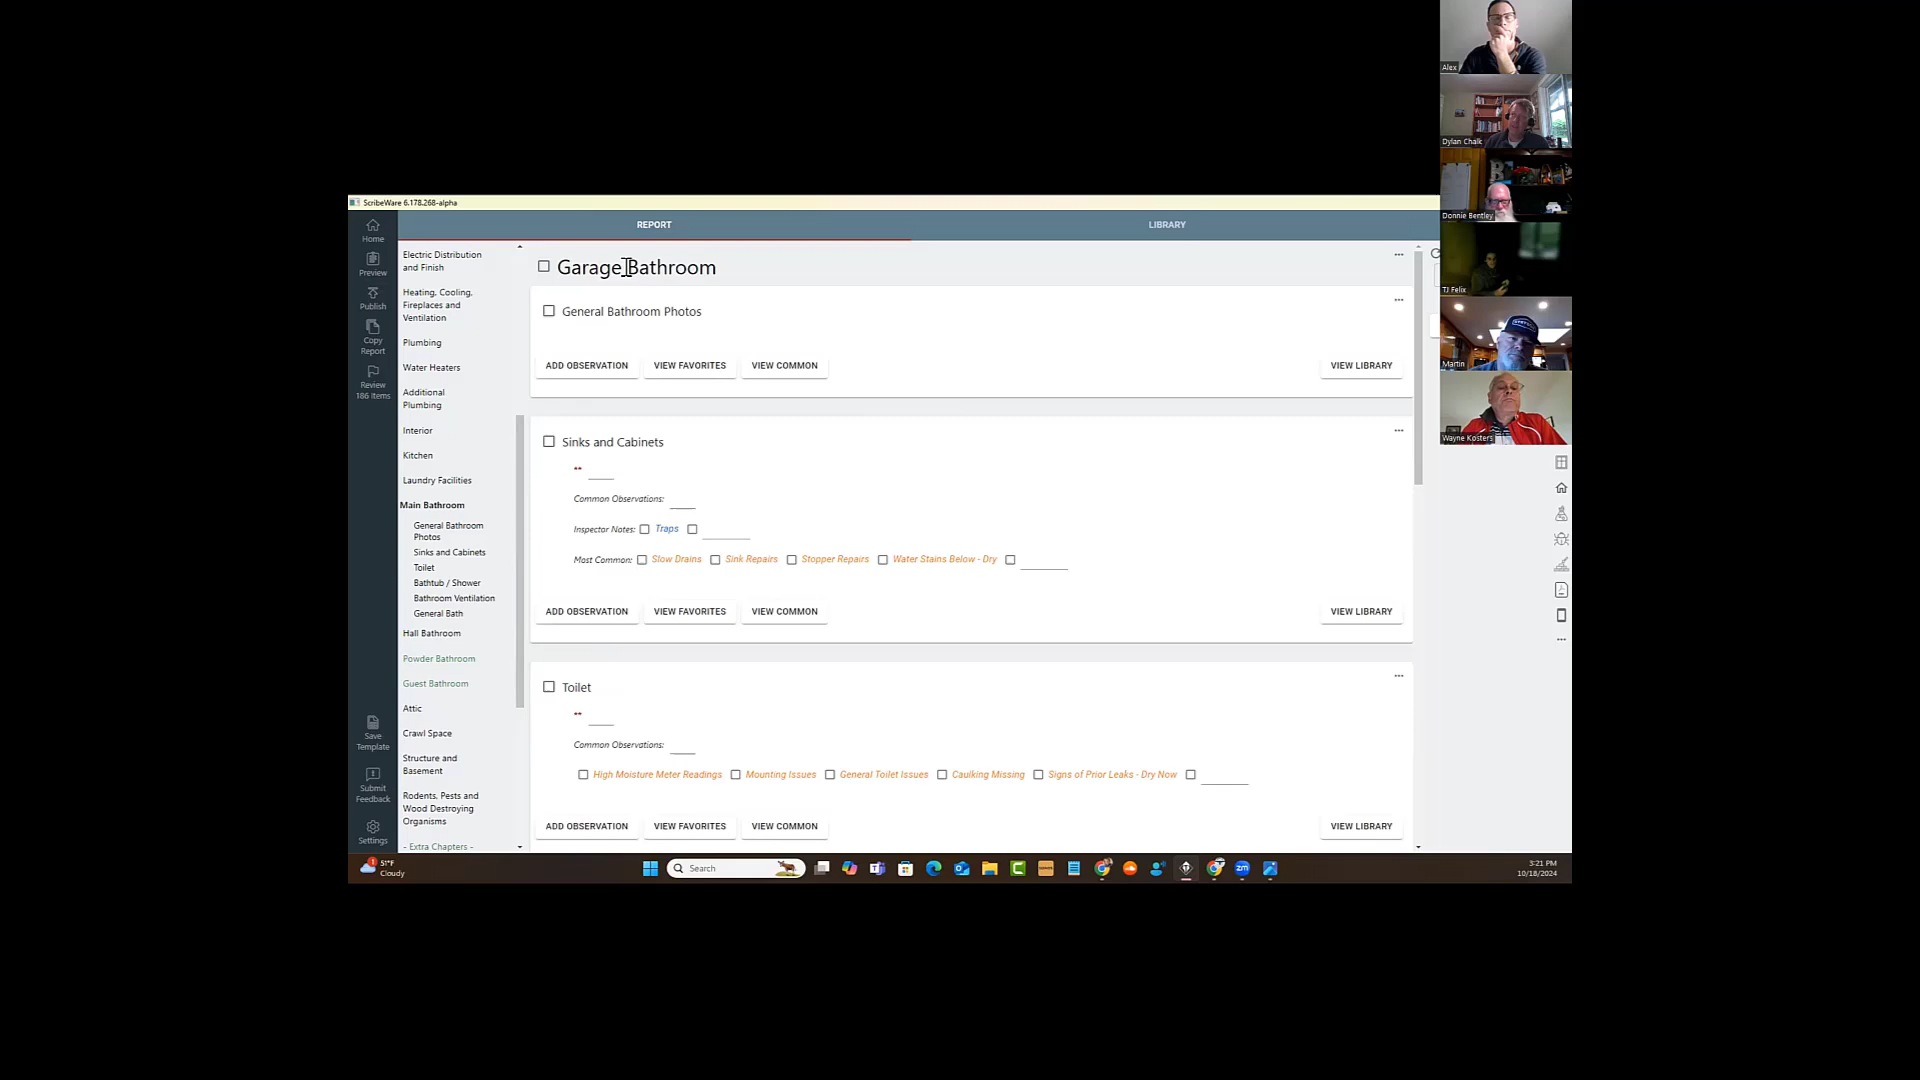 ScribeWare 6.178.268-alpha
REPORT
LIBRARY
Home
Preview
Publish
Copy
Report
Review
186 items
Save
Template
Submit
Feedback
Settings
Electric Distribution
and Finish
Heating, Cooling,
Fireplaces and
Ventilation
Plumbing
Water Heaters
Additional
Plumbing
Interior
Kitchen
Laundry Facilities
Main Bathroom
General Bathroom
Photos
Sinks and Cabinets
Toilet
Bathtub / Shower
Bathroom Ventilation
General Bath
Hall Bathroom
Powder Bathroom
Guest Bathroom
Attic
Crawl Space
Structure and
Basement
Rodents, Pests and
Wood Destroying
Organisms
- Extra Chapters -
Garage Bathroom
General Bathroom Photos
ADD OBSERVATION VIEW FAVORITES VIEW COMMON VIEW LIBRARY
Sinks and Cabinets
**
Common Observations:
Inspector Notes: Traps
Most Common: Slow Drains Sink Repairs Stopper Repairs Water Stains Below - Dry
ADD OBSERVATION VIEW FAVORITES VIEW COMMON VIEW LIBRARY
Toilet
**
Common Observations:
High Moisture Meter Readings Mounting Issues General Toilet Issues Caulking Missing Signs of Prior Leaks - Dry Now
ADD OBSERVATION VIEW FAVORITES VIEW COMMON VIEW LIBRARY
Alex
Dylan Chalk
Donnie Bentley
TJ Felix
Martin
Wayne Kosters
1
51°F
Cloudy
Search
zm
3:21 PM
10/18/2024